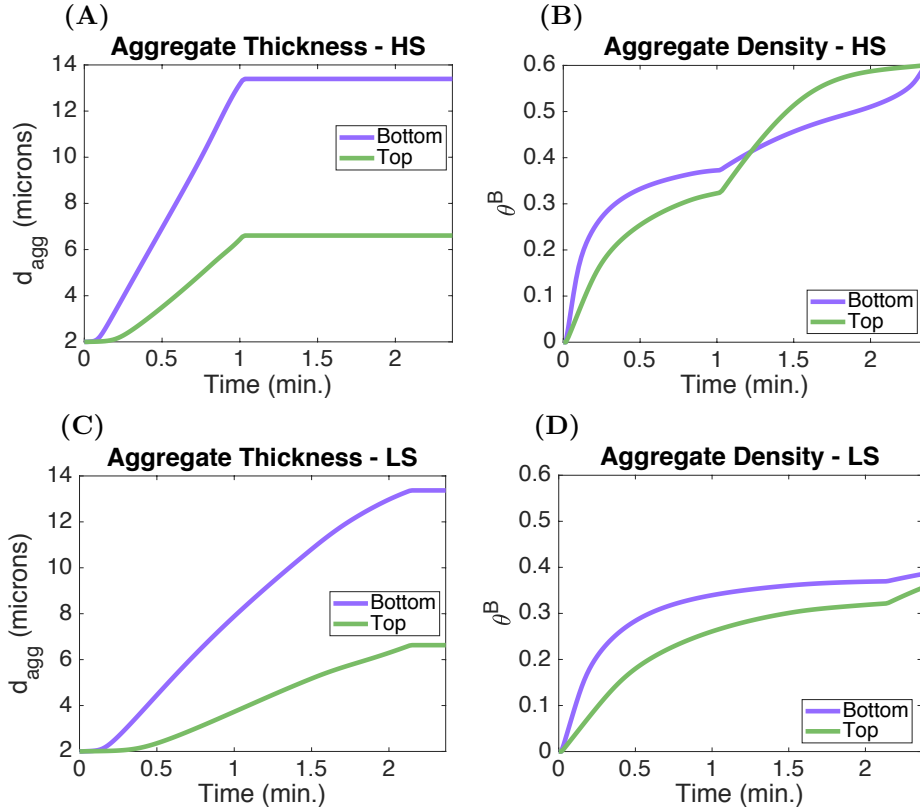 (A)
Aggregate Thickness - HS
14
12
10
8
6
4
2
0
0.5
1
1.5
2
d_agg (microns)
Time (min.)
Bottom
Top
(B)
Aggregate Density - HS
0.6
0.5
0.4
0.3
0.2
0.1
0
0
0.5
1
1.5
2
θ^B
Time (min.)
Bottom
Top
(C)
Aggregate Thickness - LS
14
12
10
8
6
4
2
0
0.5
1
1.5
2
d_agg (microns)
Time (min.)
Bottom
Top
(D)
Aggregate Density - LS
0.6
0.5
0.4
0.3
0.2
0.1
0
0
0.5
1
1.5
2
θ^B
Time (min.)
Bottom
Top